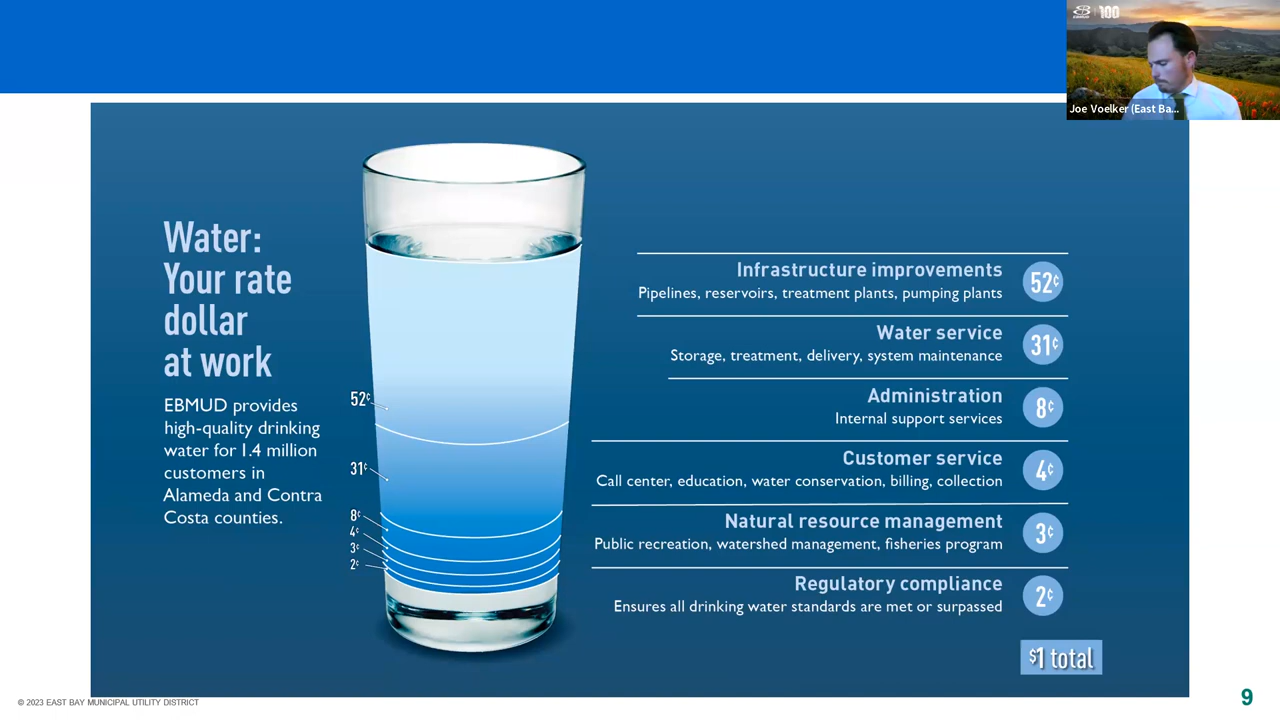 100
Joe Voelker (East Ba...
Water:
Your rate
dollar
at work
EBMUD provides
high-quality drinking
water for 1.4 million
customers in
Alameda and Contra
Costa counties.
52¢
31¢
8¢
4¢
3¢
2¢
Infrastructure improvements
Pipelines, reservoirs, treatment plants, pumping plants
52¢
Water service
Storage, treatment, delivery, system maintenance
31¢
Administration
Internal support services
8¢
Customer service
Call center, education, water conservation, billing, collection
4¢
Natural resource management
Public recreation, watershed management, fisheries program
3¢
Regulatory compliance
Ensures all drinking water standards are met or surpassed
2¢
$1 total
© 2023 EAST BAY MUNICIPAL UTILITY DISTRICT
9